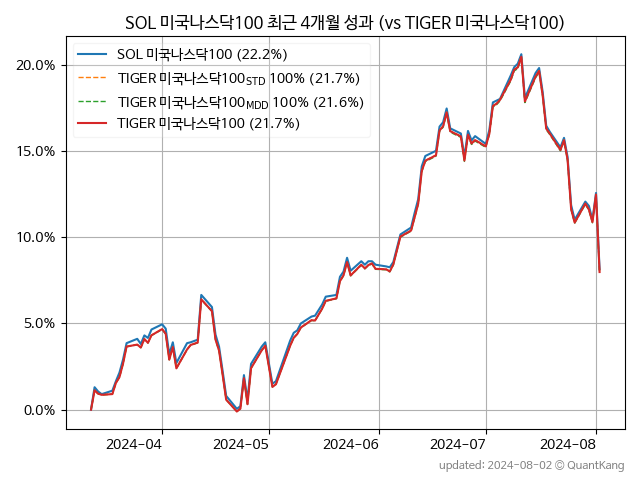 SOL 미국나스닥100 최근 4개월 성과 (vs TIGER 미국나스닥100)
SOL 미국나스닥100 (22.2%)
TIGER 미국나스닥100STD 100% (21.7%)
TIGER 미국나스닥100MDD 100% (21.6%)
TIGER 미국나스닥100 (21.7%)
20.0%
15.0%
10.0%
5.0%
0.0%
2024-04 2024-05 2024-06 2024-07 2024-08
updated: 2024-08-02 © QuantKang